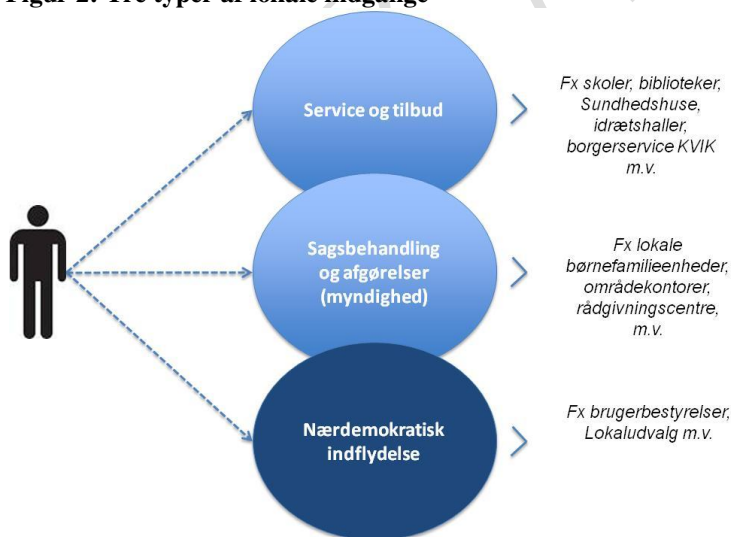 Figur 2: Tre typer af lokale indgange
Service og tilbud
Fx skoler, biblioteker,
Sundhedshuse,
idrætshaller,
borgerservice KVIK
m.v.
Sagsbehandling
og afgørelser
(myndighed)
Fx lokale
børnefamilieenheder,
områdekontorer,
rådgivningscentre,
m.v.
Nærdemokratisk
indflydelse
Fx brugerbestyrelser,
Lokaludvalg m.v.